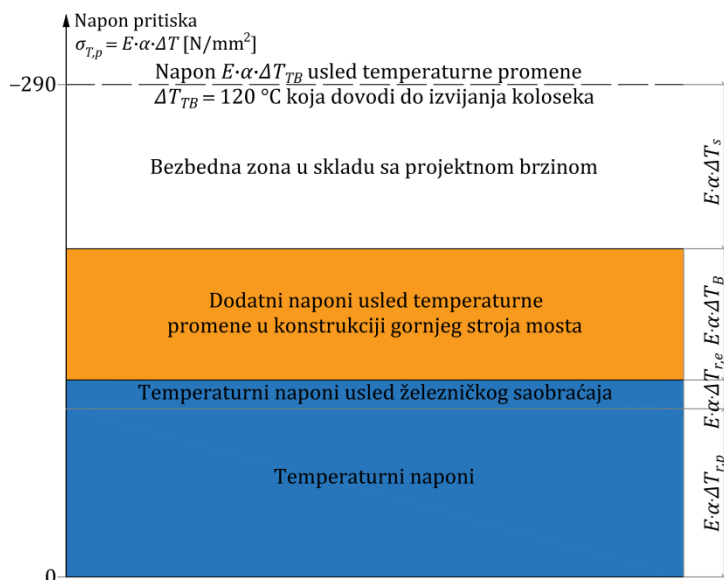 Napon pritiska
σT,p = E·α·ΔT [N/mm²]
Napon E·α·ΔTTB usled temperaturne promene
–290
ΔTTB = 120 °C koja dovodi do izvijanja koloseka
Bezbedna zona u skladu sa projektnom brzinom
E·α·ΔTs
Dodatni naponi usled temperaturne
promene u konstrukciji gornjeg stroja mosta
E·α·ΔTB
Temperaturni naponi usled železničkog saobraćaja
E·α·ΔTr,e
Temperaturni naponi
E·α·ΔTr,p
0